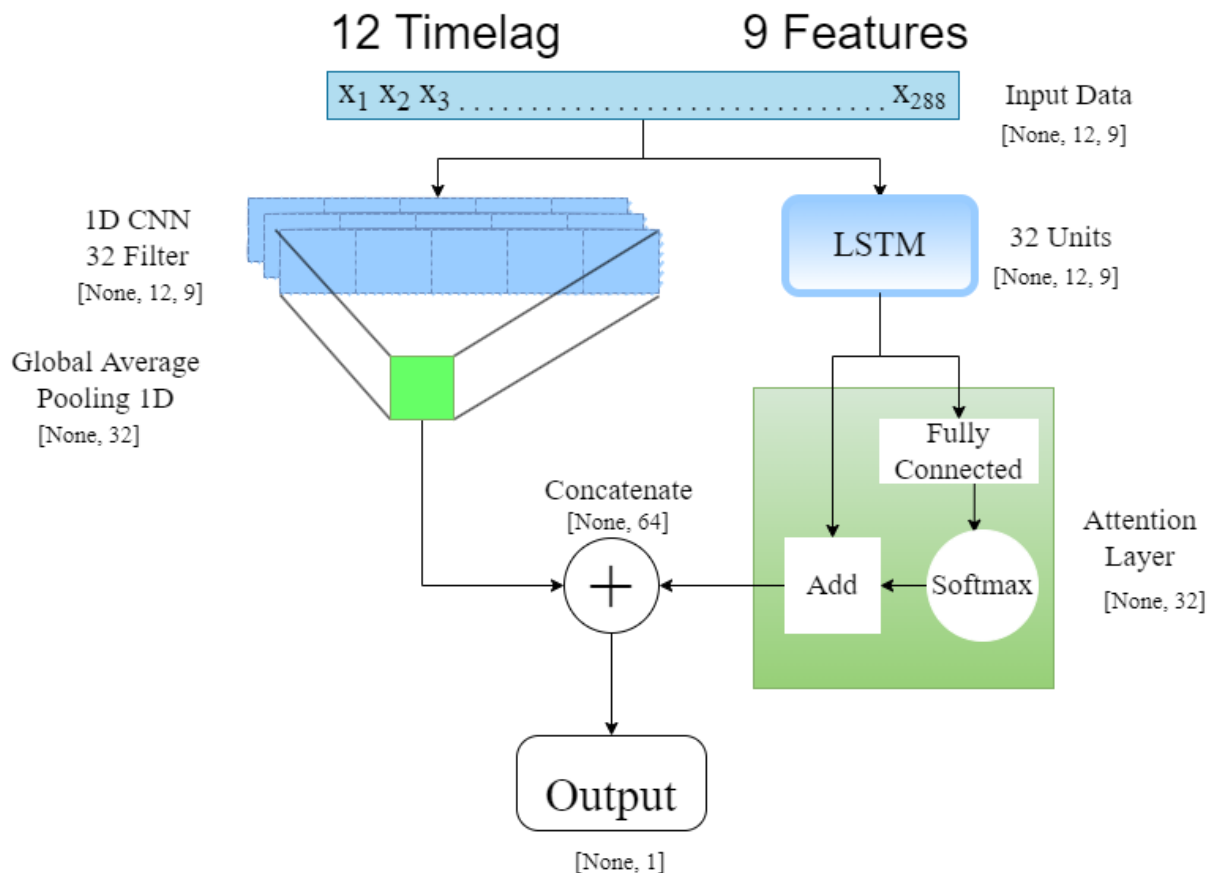 12 Timelag 9 Features
x1 x2 x3 ........................................ x288
Input Data
[None, 12, 9]
1D CNN
32 Filter
[None, 12, 9]
LSTM
32 Units
[None, 12, 9]
Global Average
Pooling 1D
[None, 32]
Fully
Connected
Concatenate
[None, 64]
+
Add
Softmax
Attention
Layer
[None, 32]
Output
[None, 1]